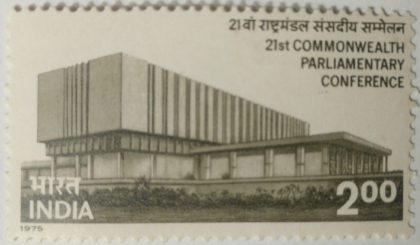 21वाँ राष्ट्रमंडल संसदीय सम्मेलन
21st COMMONWEALTH
PARLIAMENTARY
CONFERENCE
भारत
INDIA
2.00
1975